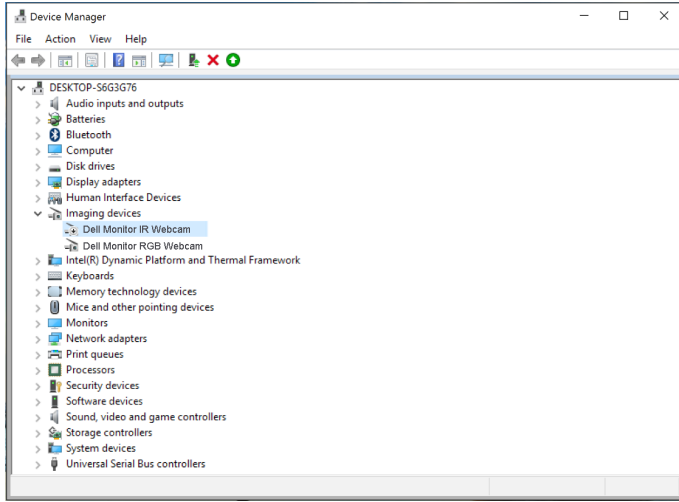 Device Manager
File Action View Help
DESKTOP-S6G3G76
Audio inputs and outputs
Batteries
Bluetooth
Computer
Disk drives
Display adapters
Human Interface Devices
Imaging devices
Dell Monitor IR Webcam
Dell Monitor RGB Webcam
Intel(R) Dynamic Platform and Thermal Framework
Keyboards
Memory technology devices
Mice and other pointing devices
Monitors
Network adapters
Print queues
Processors
Security devices
Software devices
Sound, video and game controllers
Storage controllers
System devices
Universal Serial Bus controllers